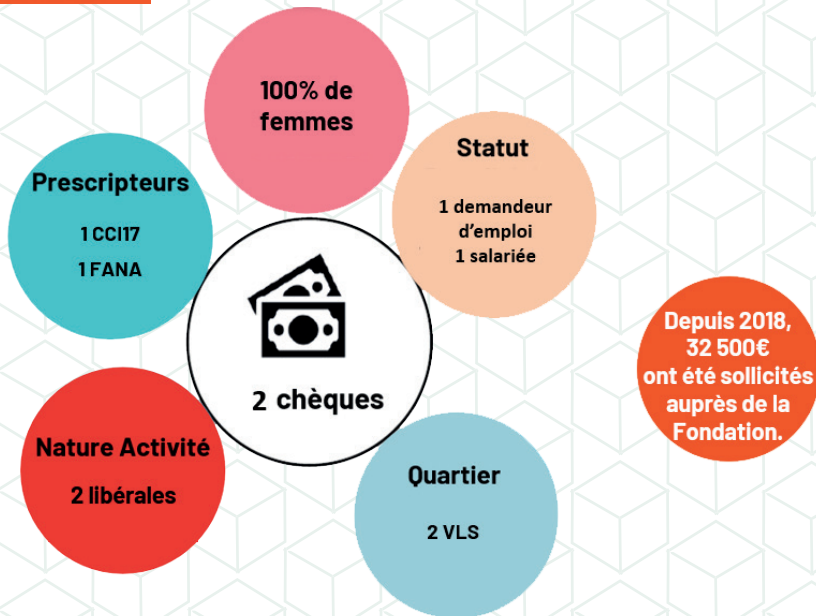 100% de
femmes
Statut
1 demandeur
d'emploi
1 salariée
Prescripteurs
1 CCI17
1 FANA
2 chèques
Depuis 2018,
32 500€
ont été sollicités
auprès de la
Fondation.
Nature Activité
2 libérales
Quartier
2 VLS